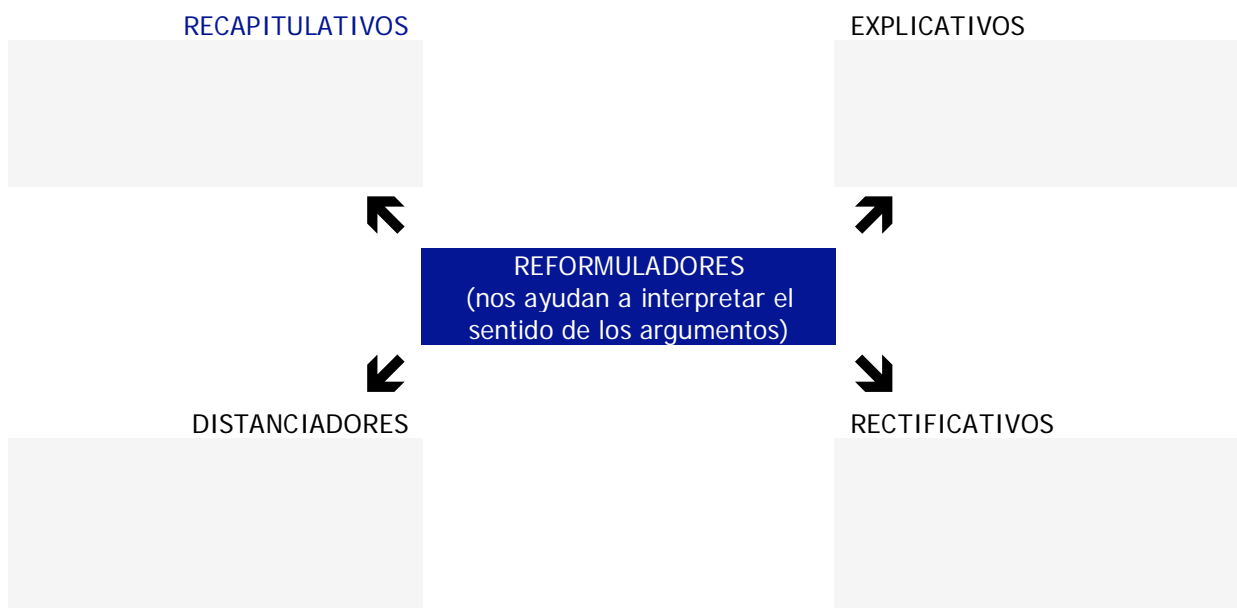 RECAPITULATIVOS
EXPLICATIVOS
REFORMULADORES
(nos ayudan a interpretar el
sentido de los argumentos)
DISTANCIADORES
RECTIFICATIVOS